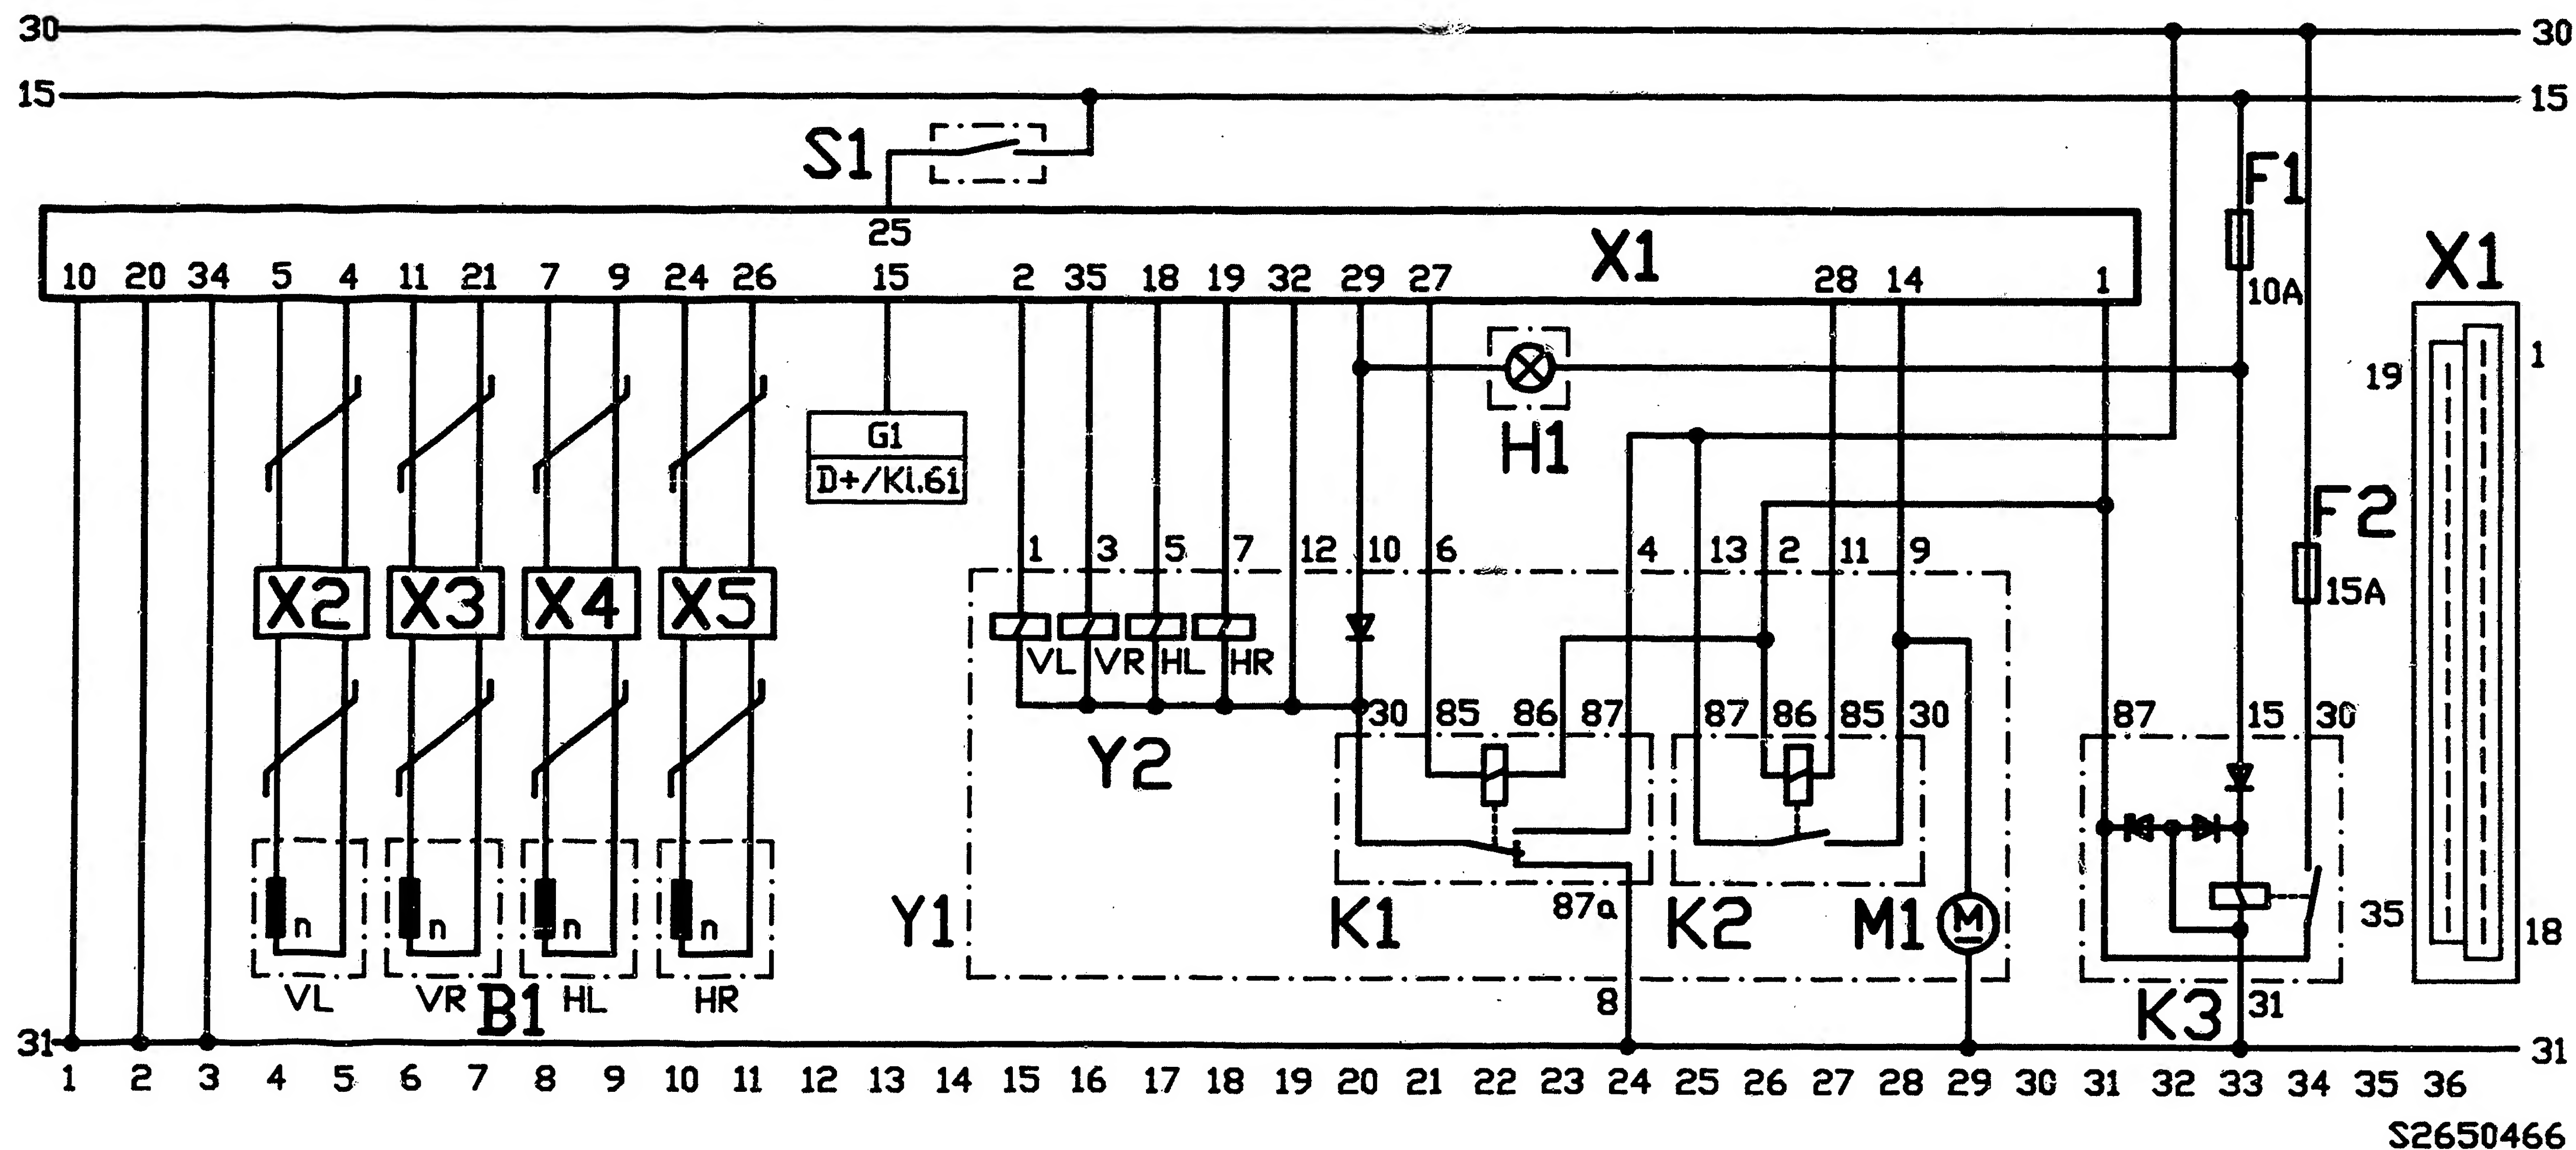 30 30
15 15
S1
F1
25
X1
X1
10 20 34 5 4 11 21 7 9 24 26 15 2 35 18 19 32 29 27 28 14 1
10A
1
19
G1
H1
D+/Kl.61
F2
1 3 5 7 12 10 6 4 13 2 11 9
X2 X3 X4 X5
15A
VL VR HL HR
30 85 86 87 87 86 85 30 87 15 30
Y2
n n n n
87a
Y1 K1 K2 M1 M
35 18
VL VR B1 HL HR
8
K3 31
31 31
1 2 3 4 5 6 7 8 9 10 11 12 13 14 15 16 17 18 19 20 21 22 23 24 25 26 27 28 29 30 31 32 33 34 35 36
S2650466